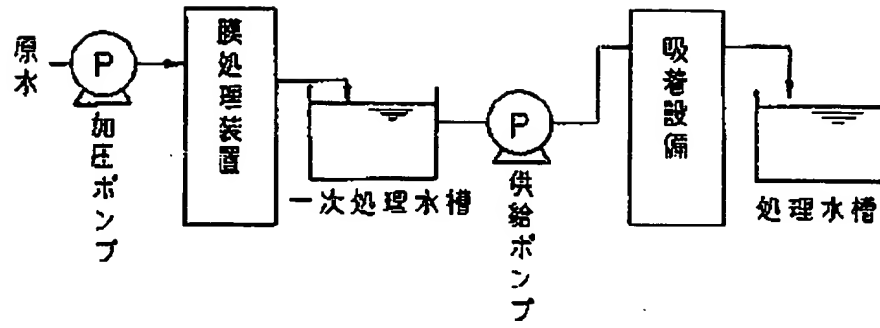 原水
P
加圧ポンプ
膜処理装置
一次処理水槽
P
供給ポンプ
吸着設備
処理水槽